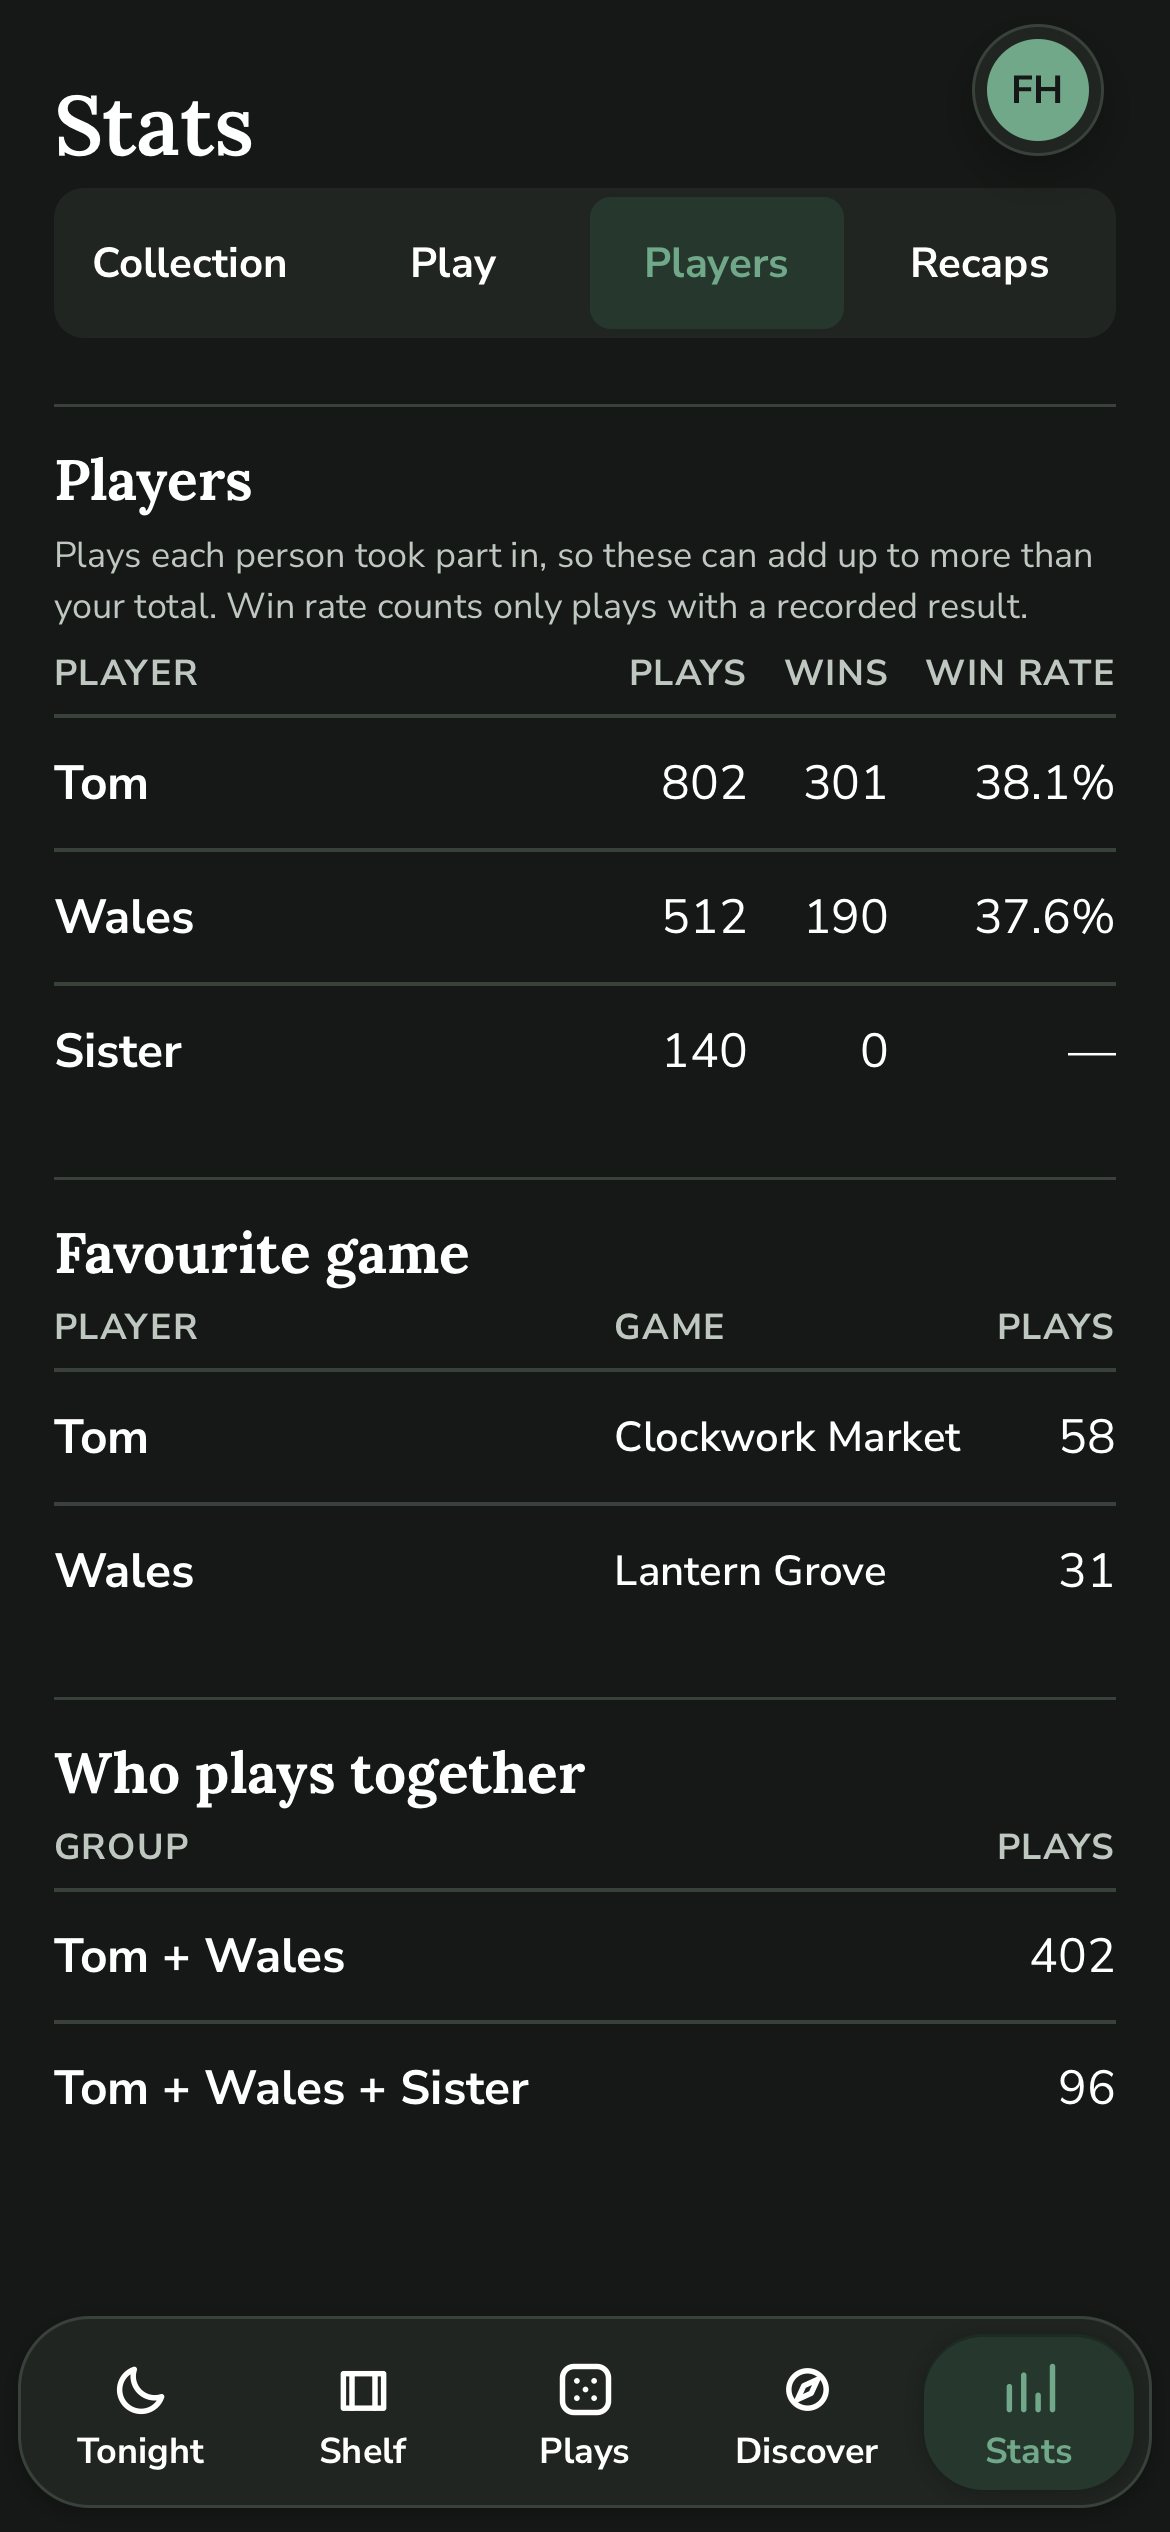 FH
Stats
Collection Play Players Recaps
Players
Plays each person took part in, so these can add up to more than
your total. Win rate counts only plays with a recorded result.
PLAYER PLAYS WINS WIN RATE
Tom 802 301 38.1%
Wales 512 190 37.6%
Sister 140 0 —
Favourite game
PLAYER GAME PLAYS
Tom Clockwork Market 58
Wales Lantern Grove 31
Who plays together
GROUP PLAYS
Tom + Wales 402
Tom + Wales + Sister 96
Tonight Shelf Plays Discover Stats